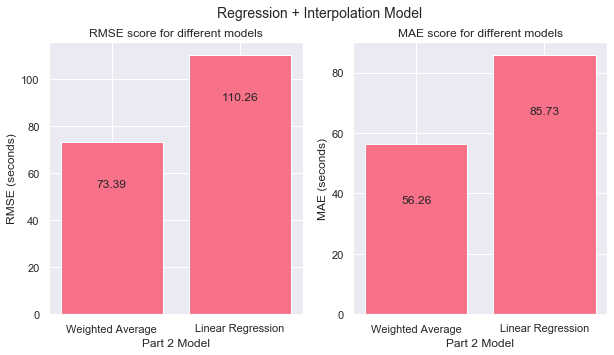 Regression + Interpolation Model
RMSE score for different models
RMSE (seconds)
100
80
60
40
20
0
73.39
110.26
Weighted Average
Linear Regression
Part 2 Model
MAE score for different models
MAE (seconds)
80
60
40
20
0
56.26
85.73
Weighted Average
Linear Regression
Part 2 Model